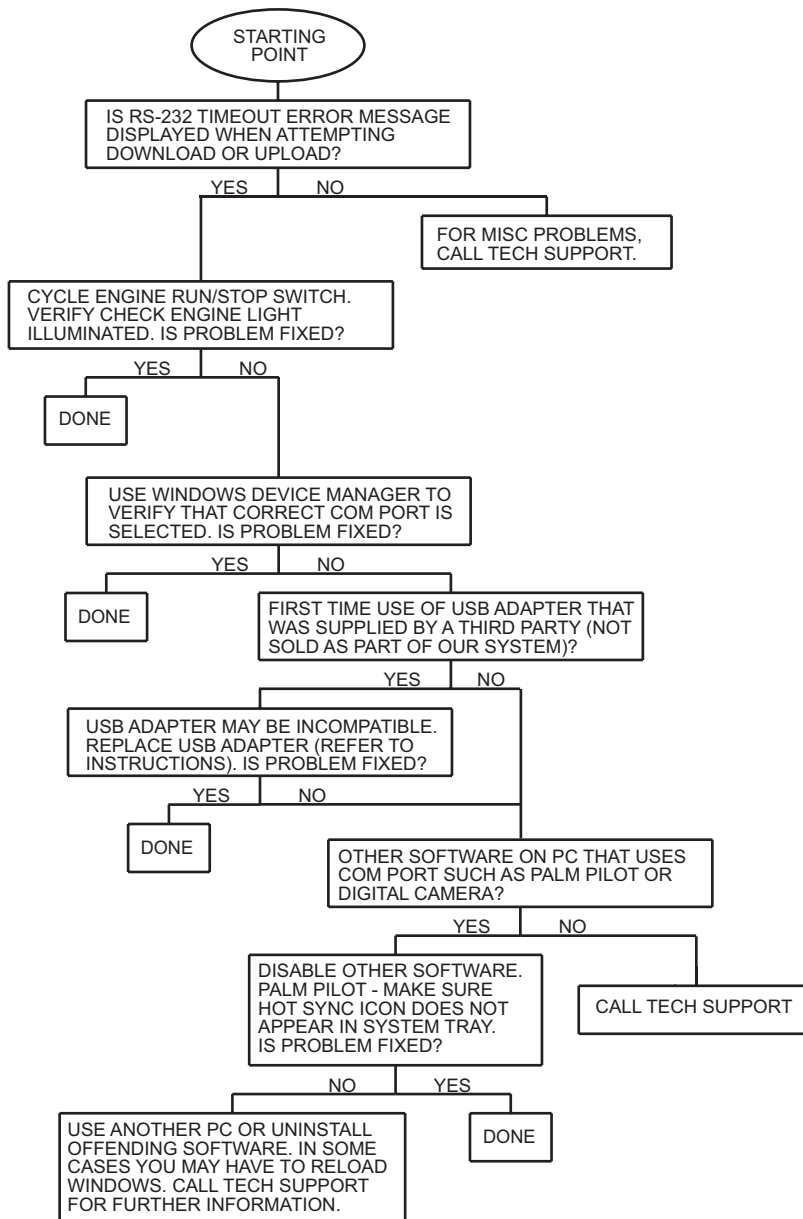 STARTING
POINT
IS RS-232 TIMEOUT ERROR MESSAGE
DISPLAYED WHEN ATTEMPTING
DOWNLOAD OR UPLOAD?
YES
NO
FOR MISC PROBLEMS,
CALL TECH SUPPORT.
CYCLE ENGINE RUN/STOP SWITCH.
VERIFY CHECK ENGINE LIGHT
ILLUMINATED. IS PROBLEM FIXED?
YES
NO
DONE
USE WINDOWS DEVICE MANAGER TO
VERIFY THAT CORRECT COM PORT IS
SELECTED. IS PROBLEM FIXED?
YES
NO
DONE
FIRST TIME USE OF USB ADAPTER THAT
WAS SUPPLIED BY A THIRD PARTY (NOT
SOLD AS PART OF OUR SYSTEM)?
YES
NO
USB ADAPTER MAY BE INCOMPATIBLE.
REPLACE USB ADAPTER (REFER TO
INSTRUCTIONS). IS PROBLEM FIXED?
YES
NO
DONE
OTHER SOFTWARE ON PC THAT USES
COM PORT SUCH AS PALM PILOT OR
DIGITAL CAMERA?
YES
NO
DISABLE OTHER SOFTWARE.
PALM PILOT - MAKE SURE
HOT SYNC ICON DOES NOT
APPEAR IN SYSTEM TRAY.
IS PROBLEM FIXED?
CALL TECH SUPPORT
NO
YES
USE ANOTHER PC OR UNINSTALL
OFFENDING SOFTWARE. IN SOME
CASES YOU MAY HAVE TO RELOAD
WINDOWS. CALL TECH SUPPORT
FOR FURTHER INFORMATION.
DONE